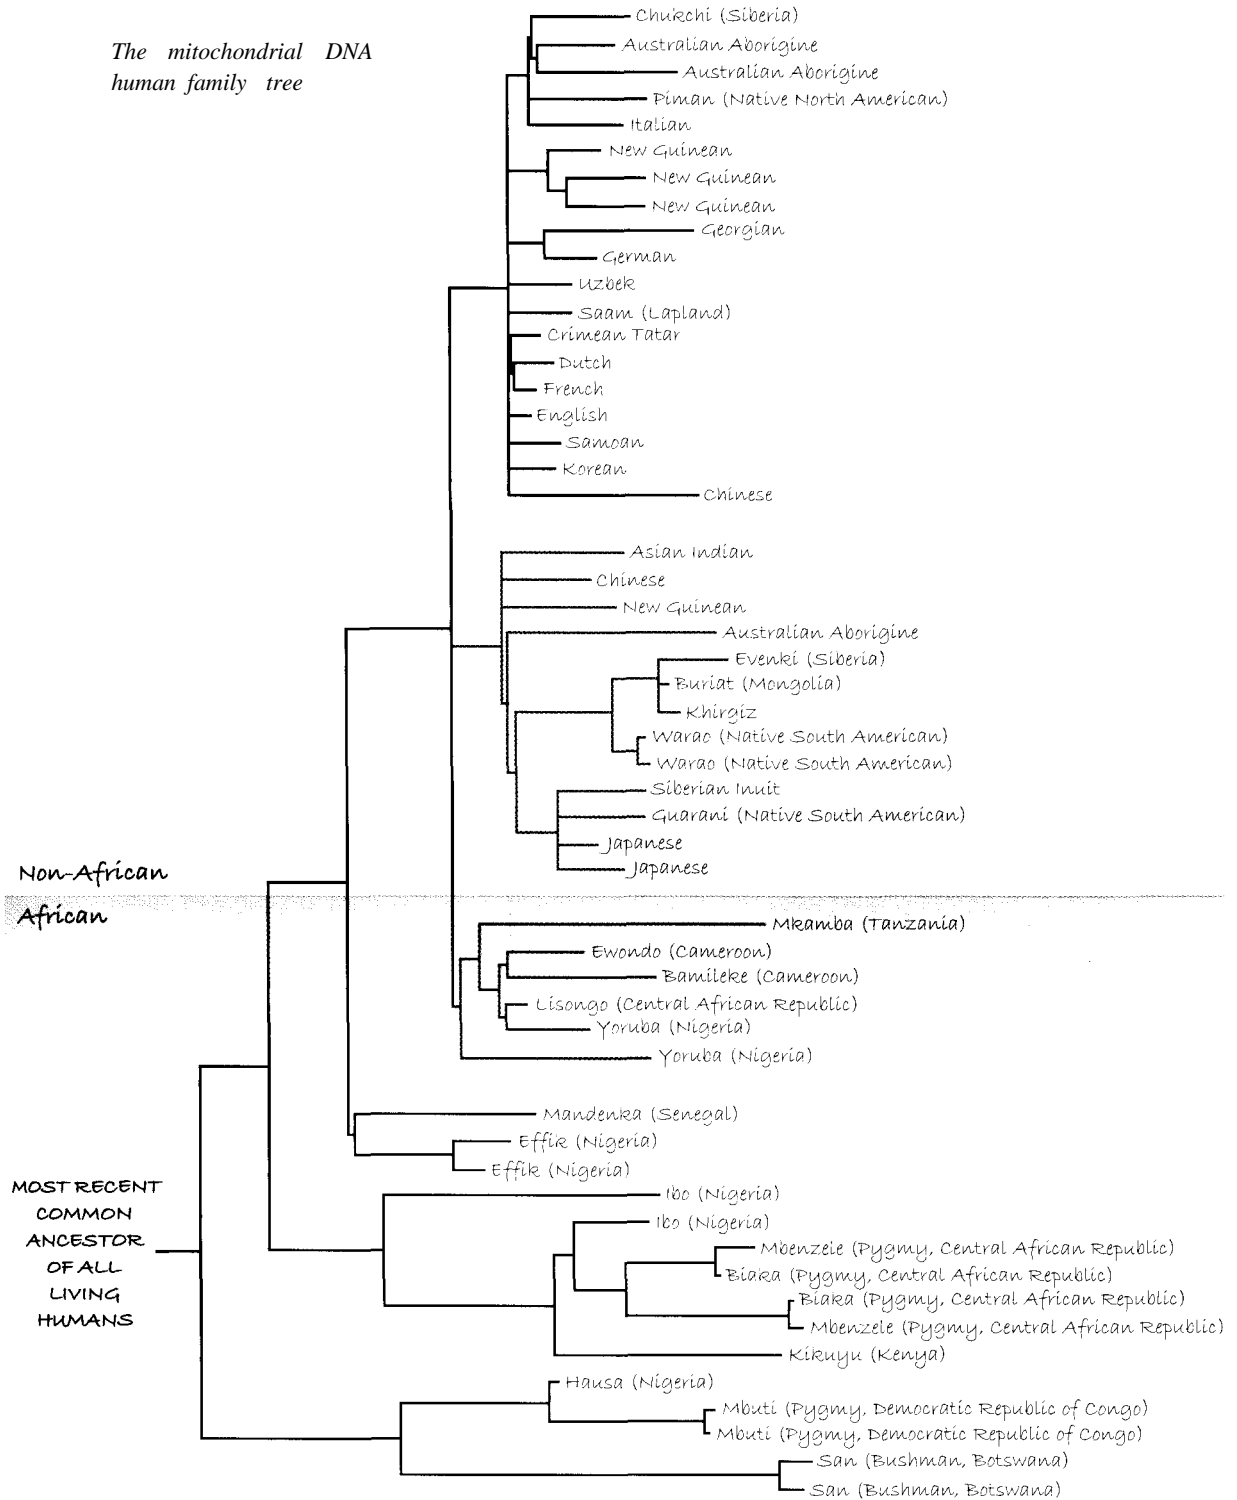 The mitochondrial DNA
human family tree
Chukchi (Siberia)
Australian Aborigine
Australian Aborigine
Piman (Native North American)
Italian
New Guinean
New Guinean
New Guinean
Georgian
German
Uzbek
Saam (Lapland)
Crimean Tatar
Dutch
French
English
Samoan
Korean
Chinese
Asian Indian
Chinese
New Guinean
Australian Aborigine
Evenki (Siberia)
Buriat (Mongolia)
Khirgiz
Warao (Native South American)
Warao (Native South American)
Siberian Inuit
Guarani (Native South American)
Japanese
Japanese
Non-African
African
Mkamba (Tanzania)
Ewondo (Cameroon)
Bamileke (Cameroon)
Lisongo (Central African Republic)
Yoruba (Nigeria)
Yoruba (Nigeria)
Mandenka (Senegal)
Effik (Nigeria)
Effik (Nigeria)
MOST RECENT
COMMON
ANCESTOR
OF ALL
LIVING
HUMANS
Ibo (Nigeria)
Ibo (Nigeria)
Mbenzele (Pygmy, Central African Republic)
Biaka (Pygmy, Central African Republic)
Biaka (Pygmy, Central African Republic)
Mbenzele (Pygmy, Central African Republic)
Kikuyu (Kenya)
Hausa (Nigeria)
Mbuti (Pygmy, Democratic Republic of Congo)
Mbuti (Pygmy, Democratic Republic of Congo)
San (Bushman, Botswana)
San (Bushman, Botswana)